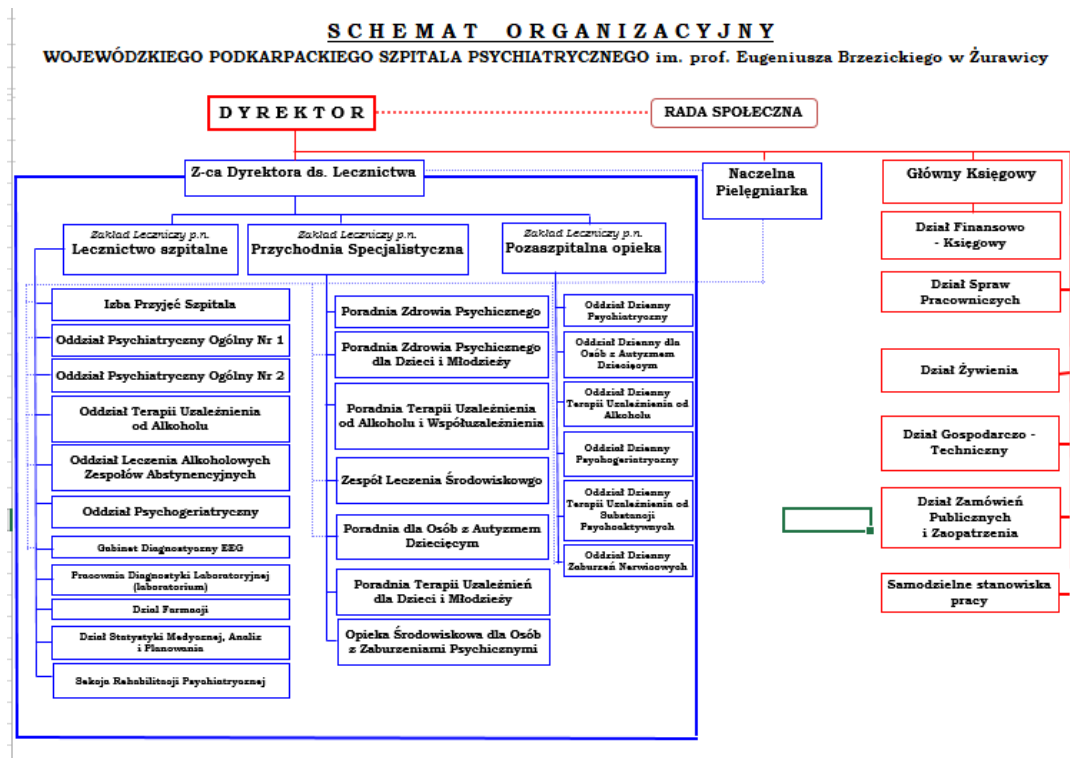 SCHEMAT ORGANIZACYJNY
WOJEWÓDZKIEGO PODKARPACKIEGO SZPITALA PSYCHIATRYCZNEGO im. prof. Eugeniusza Brzezickiego w Żurawicy
DYREKTOR
RADA SPOŁECZNA
Z-ca Dyrektora ds. Lecznictwa
Naczelna
Pielęgniarka
Główny Księgowy
Zakład Leczniczy p.n.
Lecznictwo szpitalne
Zakład Leczniczy p.n.
Przychodnia Specjalistyczna
Zakład Leczniczy p.n.
Pozaszpitalna opieka
Izba Przyjęć Szpitala
Oddział Psychiatryczny Ogólny Nr 1
Oddział Psychiatryczny Ogólny Nr 2
Oddział Terapii Uzależnienia
od Alkoholu
Oddział Leczenia Alkoholowych
Zespołów Abstynencyjnych
Oddział Psychogeriatryczny
Gabinet Diagnostyczny EEG
Pracownia Diagnostyki Laboratoryjnej
(laboratorium)
Dział Farmacji
Dział Statystyki Medycznej, Analiz
i Planowania
Sekcja Rehabilitacji Psychiatrycznej
Poradnia Zdrowia Psychicznego
Poradnia Zdrowia Psychicznego
dla Dzieci i Młodzieży
Poradnia Terapii Uzależnienia
od Alkoholu i Współuzależnienia
Zespół Leczenia Środowiskowgo
Poradnia dla Osób z Autyzmem
Dziecięcym
Poradnia Terapii Uzależnień
dla Dzieci i Młodzieży
Opieka Środowiskowa dla Osób
z Zaburzeniami Psychicznymi
Oddział Dzienny
Psychiatryczny
Oddział Dzienny dla
Osób z Autyzmem
Dziecięcym
Oddział Dzienny
Terapii Uzależnienia od
Alkoholu
Oddział Dzienny
Psychogeriatryczny
Oddział Dzienny
Terapii Uzależnienia od
Substancji
Psychoaktywnych
Oddział Dzienny
Zaburzeń Nerwicowych
Dział Finansowo
- Księgowy
Dział Spraw
Pracowniczych
Dział Żywienia
Dział Gospodarczo -
Techniczny
Dział Zamówień
Publicznych
i Zaopatrzenia
Samodzielne stanowiska
pracy